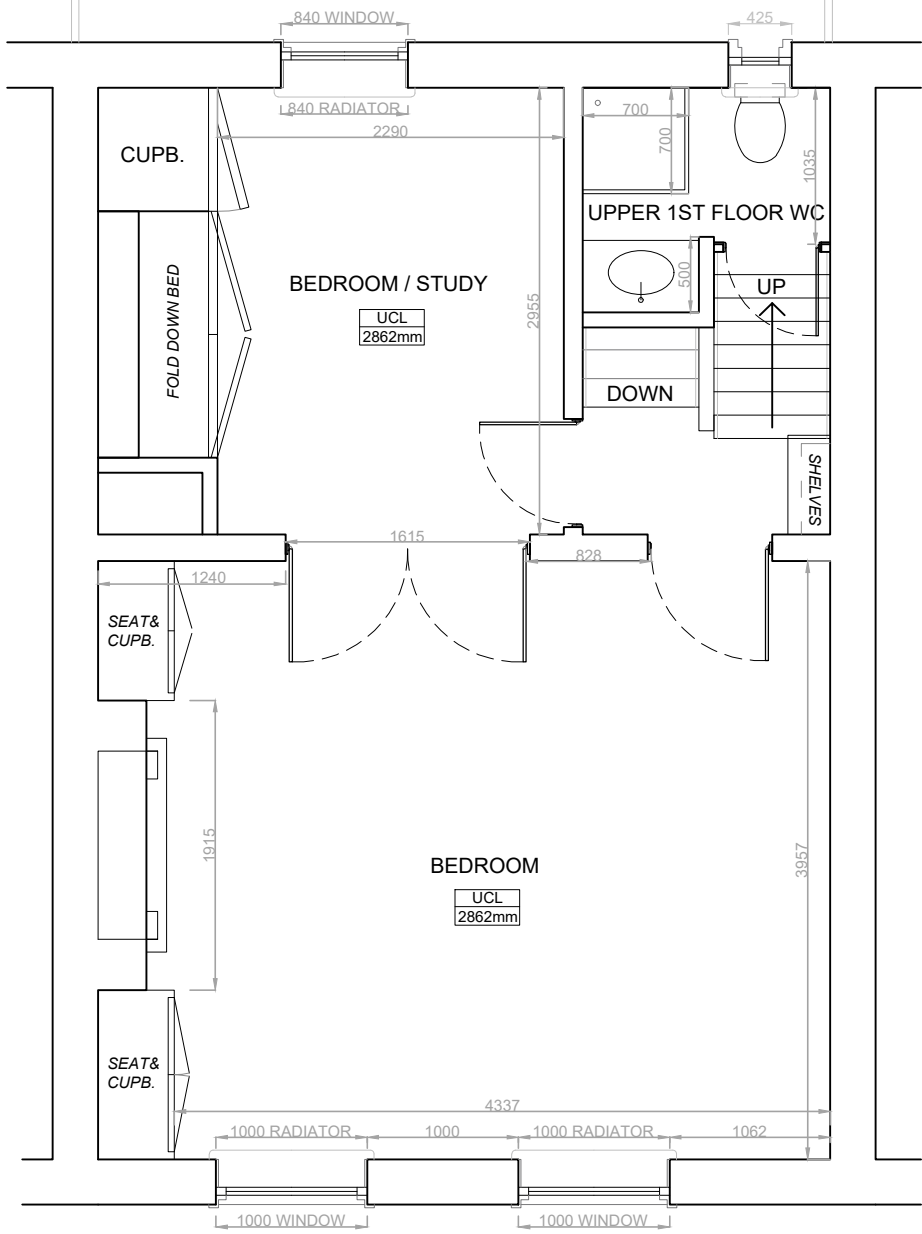 840 WINDOW
425
840 RADIATOR
2290
700
700
1035
CUPB.
UPPER 1ST FLOOR WC
BEDROOM / STUDY
UCL
2862mm
2955
500
UP
FOLD DOWN BED
DOWN
SHELVES
1615
828
1240
SEAT&
CUPB.
1915
3957
BEDROOM
UCL
2862mm
SEAT&
CUPB.
4337
1000 RADIATOR
1000
1000 RADIATOR
1062
1000 WINDOW
1000 WINDOW